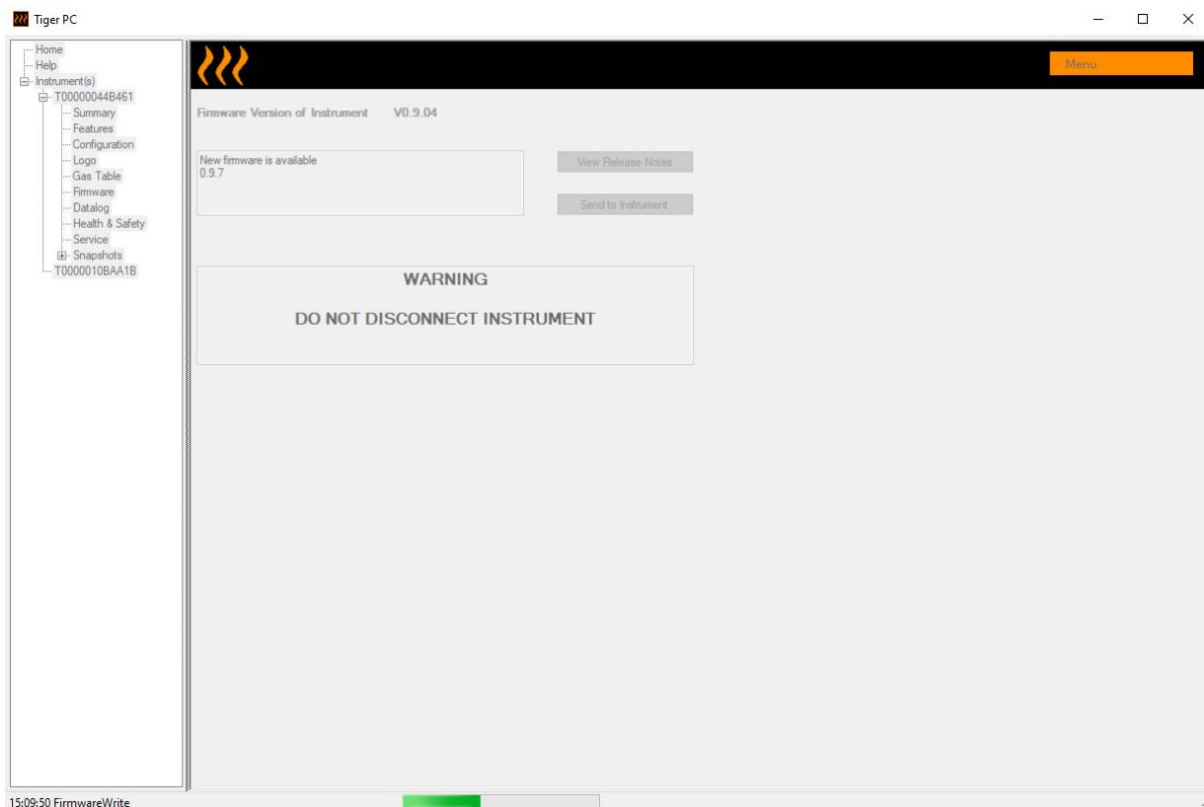 Tiger PC
Home
Help
Instrument(s)
T00000044B461
Summary
Features
Configuration
Logo
Gas Table
Firmware
Datalog
Health & Safety
Service
Snapshots
T0000010BAA1B
Menu
Firmware Version of Instrument V0.9.04
New firmware is available
0.9.7
View Release Notes
Send to Instrument
WARNING
DO NOT DISCONNECT INSTRUMENT
15:09:50 FirmwareWrite